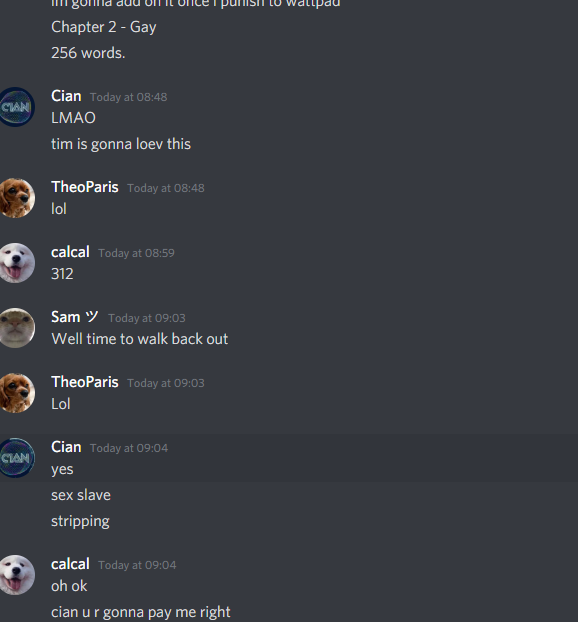 im gonna add on it once i punish to wattpad
Chapter 2 - Gay
256 words.
Cian Today at 08:48
CIAN
LMAO
tim is gonna loev this
TheoParis Today at 08:48
lol
calcal Today at 08:59
312
Sam ツ Today at 09:03
Well time to walk back out
TheoParis Today at 09:03
Lol
Cian Today at 09:04
CIAN
yes
sex slave
stripping
calcal Today at 09:04
oh ok
cian u r gonna pay me right